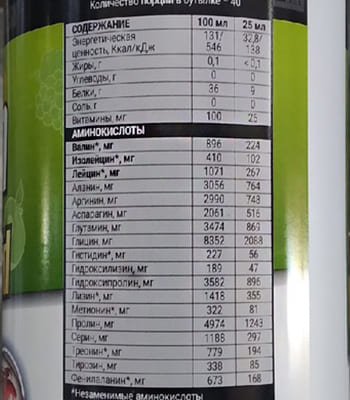 Количество порций в бутылке – 40
СОДЕРЖАНИЕ 100 мл 25 мл
Энергетическая 131/ 32,8/
ценность, Ккал/кДж 546 138
Жиры, г 0,1 <0,1
Углеводы, г 0 0
Белки, г 36 9
Соль, г 0 0
Витамины, мг 100 25
АМИНОКИСЛОТЫ
Валин*, мг 896 224
Изолейцин*, мг 410 102
Лейцин*, мг 1071 267
Аланин, мг 3056 764
Аргинин, мг 2990 748
Аспарагин, мг 2061 516
Глутамин, мг 3474 869
Глицин, мг 8352 2088
Гистидин*, мг 227 56
Гидроксилизин, мг 189 47
Гидроксипролин, мг 3582 896
Лизин*, мг 1418 355
Метионин*, мг 322 81
Пролин, мг 4974 1243
Серин, мг 1188 297
Треонин*, мг 779 194
Тирозин, мг 338 85
Фенилаланин*, мг 673 168
*Незаменимые аминокислоты